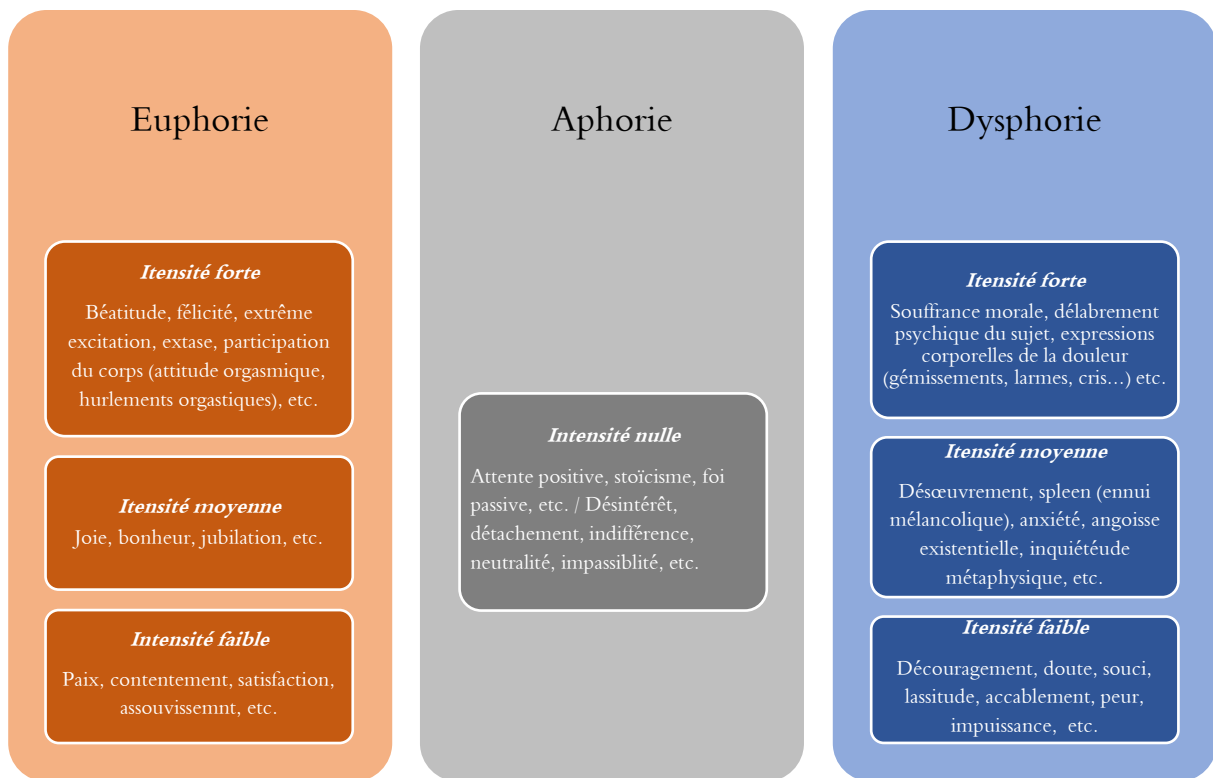 Euphorie
Itensité forte
Béatitude, félicité, extrême
excitation, extase, participation
du corps (attitude orgasmique,
hurlements orgastiques), etc.
Itensité moyenne
Joie, bonheur, jubilation, etc.
Intensité faible
Paix, contentement, satisfaction,
assouvissemnt, etc.
Aphorie
Intensité nulle
Attente positive, stoïcisme, foi
passive, etc. / Désintérêt,
détachement, indifférence,
neutralité, impassiblité, etc.
Dysphorie
Itensité forte
Souffrance morale, délabrement
psychique du sujet, expressions
corporelles de la douleur
(gémissements, larmes, cris...) etc.
Itensité moyenne
Désœuvrement, spleen (ennui
mélancolique), anxiété, angoisse
existentielle, inquiétéude
métaphysique, etc.
Itensité faible
Découragement, doute, souci,
lassitude, accablement, peur,
impuissance, etc.